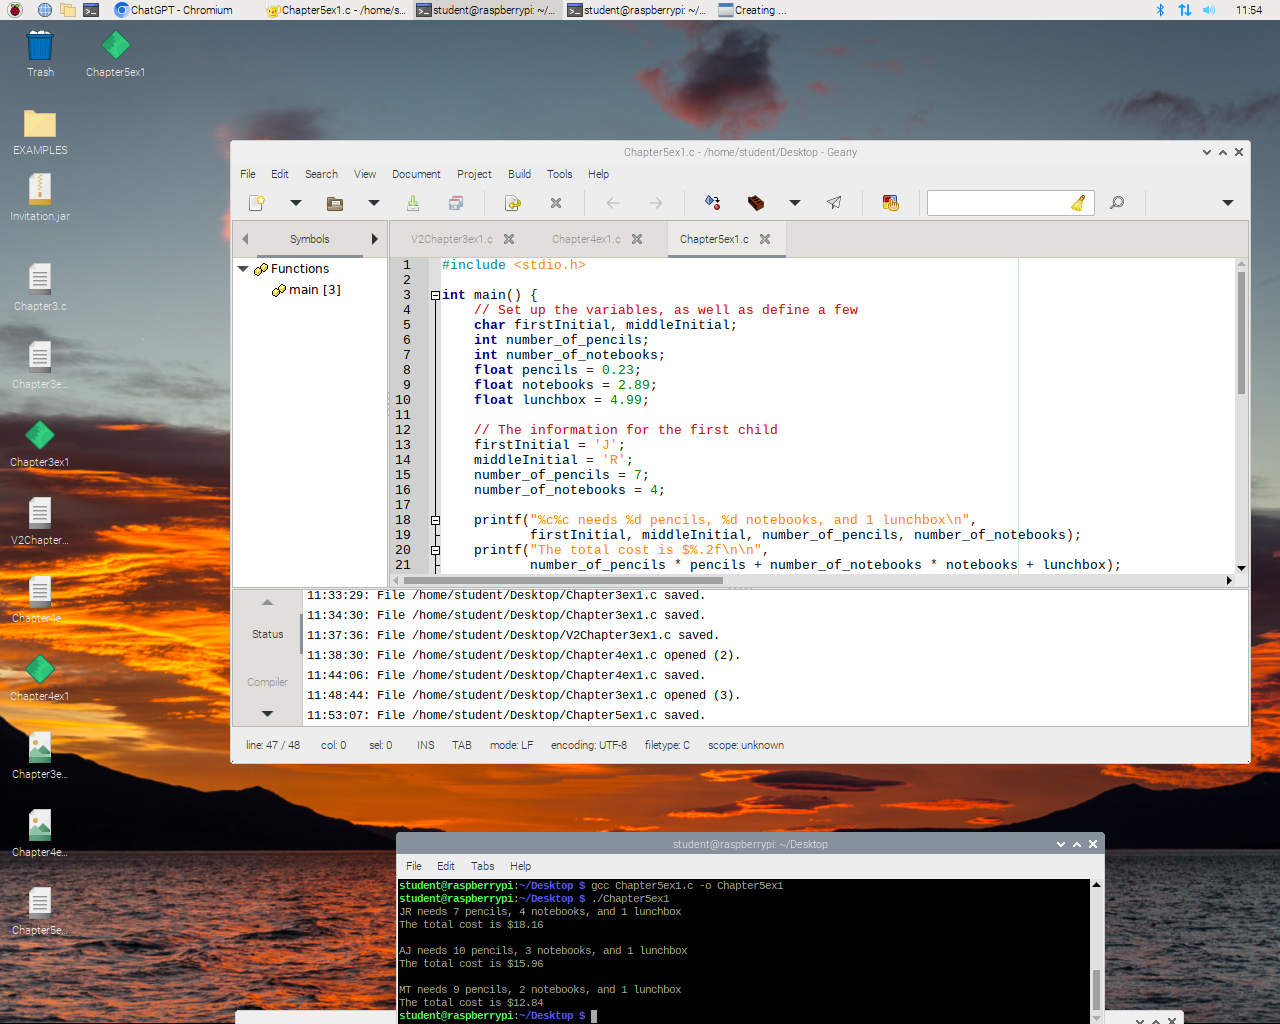 ChatGPT - Chromium
Chapter5ex1.c - /home/s...
student@raspberrypi: ~/...
student@raspberrypi: ~/...
Creating ...
11:54
Trash
Chapter5ex1
EXAMPLES
Invitation.jar
Chapter3.c
Chapter3e...
Chapter3ex1
V2Chapter...
Chapter4e...
Chapter4ex1
Chapter3e...
Chapter4e...
Chapter5e...
Chapter5ex1.c - /home/student/Desktop - Geany
File Edit Search View Document Project Build Tools Help
Symbols
V2Chapter3ex1.c
Chapter4ex1.c
Chapter5ex1.c
Functions
main [3]
1 #include <stdio.h>
2
3 int main() {
4 // Set up the variables, as well as define a few
5 char firstInitial, middleInitial;
6 int number_of_pencils;
7 int number_of_notebooks;
8 float pencils = 0.23;
9 float notebooks = 2.89;
10 float lunchbox = 4.99;
11
12 // The information for the first child
13 firstInitial = 'J';
14 middleInitial = 'R';
15 number_of_pencils = 7;
16 number_of_notebooks = 4;
17
18 printf("%c%c needs %d pencils, %d notebooks, and 1 lunchbox\n",
19 firstInitial, middleInitial, number_of_pencils, number_of_notebooks);
20 printf("The total cost is $%.2f\n\n",
21 number_of_pencils * pencils + number_of_notebooks * notebooks + lunchbox);
Status
Compiler
11:33:29: File /home/student/Desktop/Chapter3ex1.c saved.
11:34:30: File /home/student/Desktop/Chapter3ex1.c saved.
11:37:36: File /home/student/Desktop/V2Chapter3ex1.c saved.
11:38:30: File /home/student/Desktop/Chapter4ex1.c opened (2).
11:44:06: File /home/student/Desktop/Chapter4ex1.c saved.
11:48:44: File /home/student/Desktop/Chapter3ex1.c opened (3).
11:53:07: File /home/student/Desktop/Chapter5ex1.c saved.
line: 47 / 48 col: 0 sel: 0 INS TAB mode: LF encoding: UTF-8 filetype: C scope: unknown
student@raspberrypi: ~/Desktop
File Edit Tabs Help
student@raspberrypi:~/Desktop $ gcc Chapter5ex1.c -o Chapter5ex1
student@raspberrypi:~/Desktop $ ./Chapter5ex1
JR needs 7 pencils, 4 notebooks, and 1 lunchbox
The total cost is $18.16
AJ needs 10 pencils, 3 notebooks, and 1 lunchbox
The total cost is $15.96
MT needs 9 pencils, 2 notebooks, and 1 lunchbox
The total cost is $12.84
student@raspberrypi:~/Desktop $